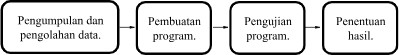 Pengumpulan dan
pengolahan data.
Pembuatan
program.
Pengujian
program.
Penentuan
hasil.